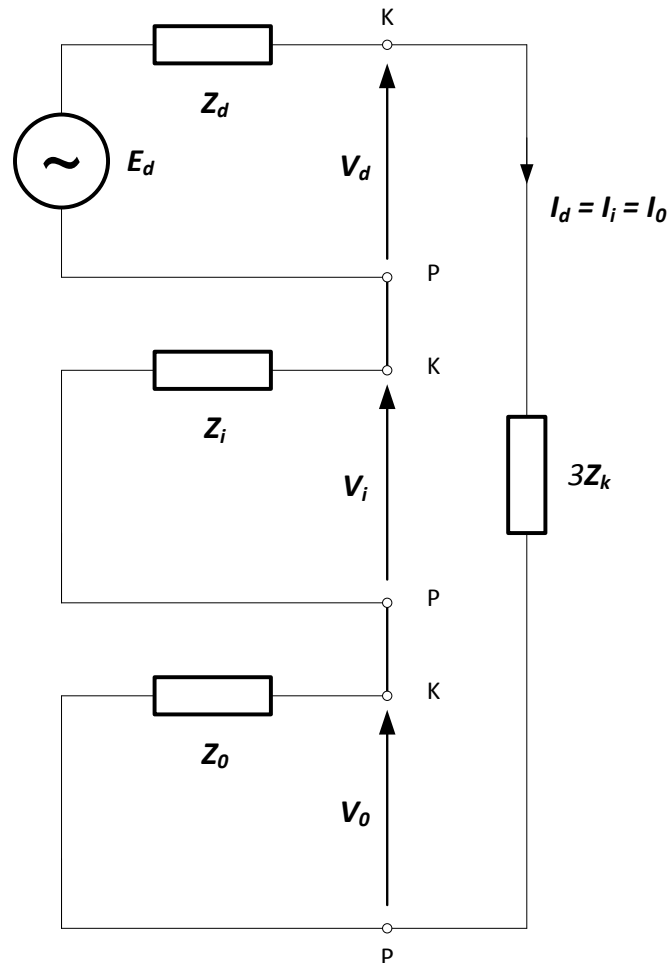 K
Z_d
~
E_d
V_d
I_d = I_i = I_0
P
K
Z_i
V_i
3Z_k
P
K
Z_0
V_0
P